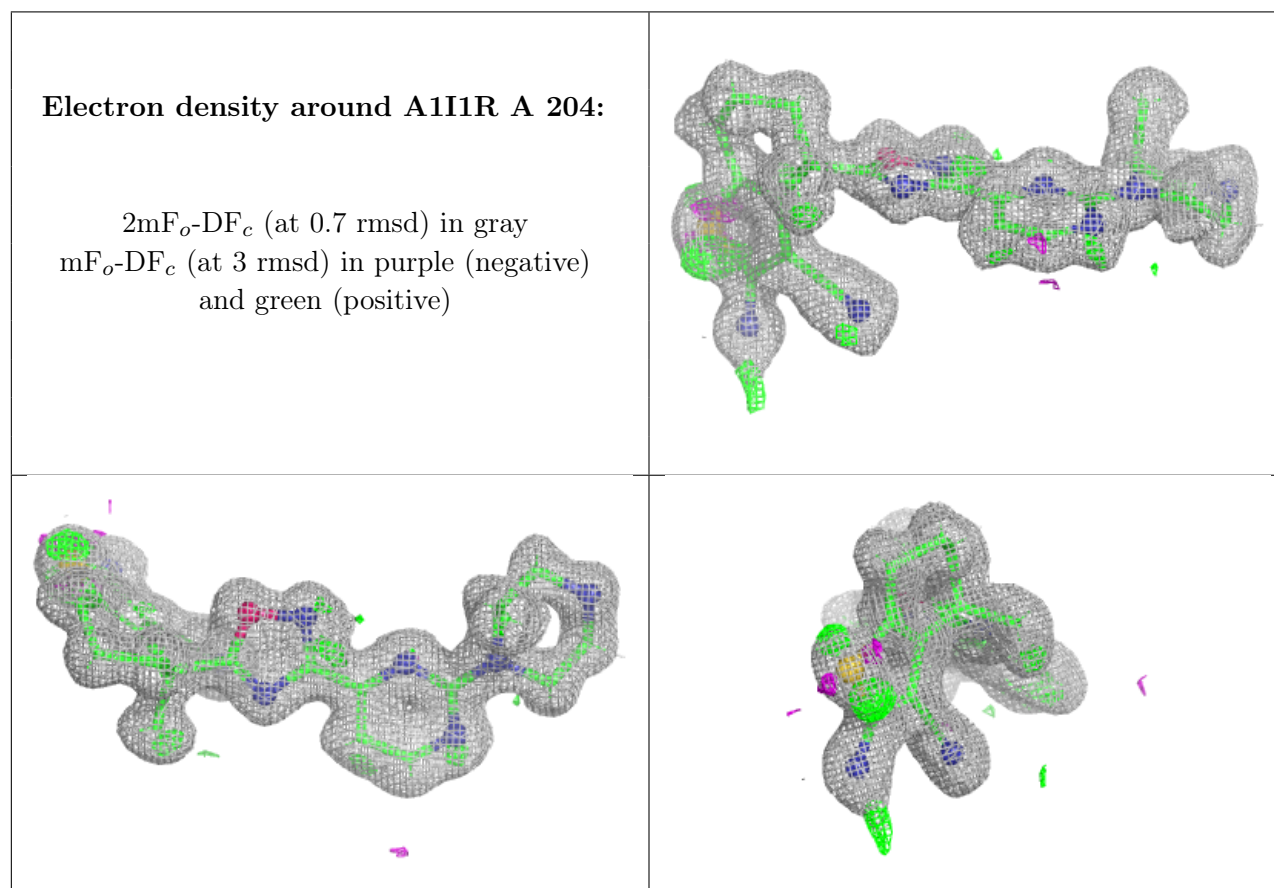 Electron density around A1I1R A 204:
2mFo-DFc (at 0.7 rmsd) in gray
mFo-DFc (at 3 rmsd) in purple (negative)
and green (positive)